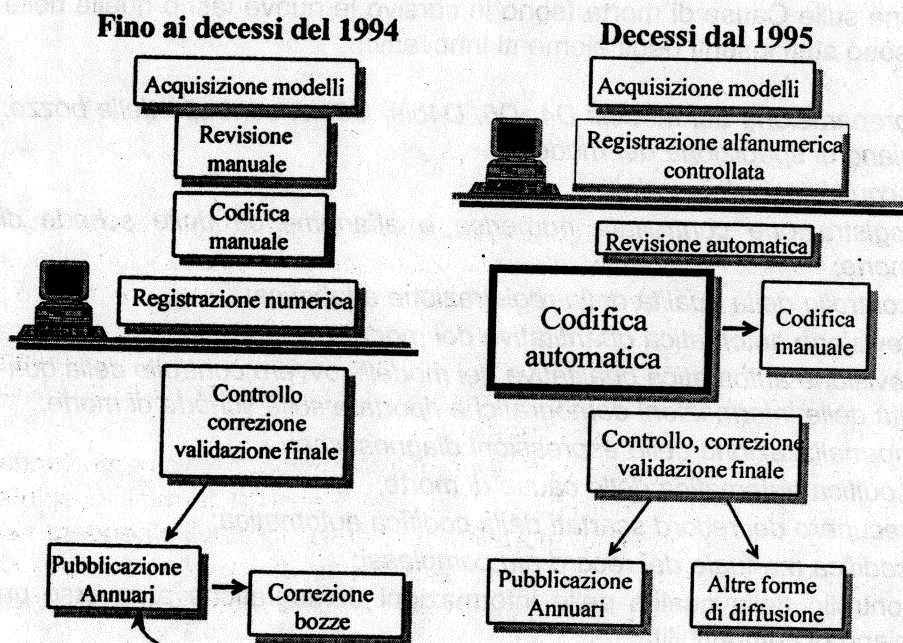 Fino ai decessi del 1994
Acquisizione modelli
Revisione
manuale
Codifica
manuale
Registrazione numerica
Controllo
correzione
validazione finale
Pubblicazione
Annuari
Correzione
bozze
Decessi dal 1995
Acquisizione modelli
Registrazione alfanumerica
controllata
Revisione automatica
Codifica
automatica
Codifica
manuale
Controllo, correzione
validazione finale
Pubblicazione
Annuari
Altre forme
di diffusione